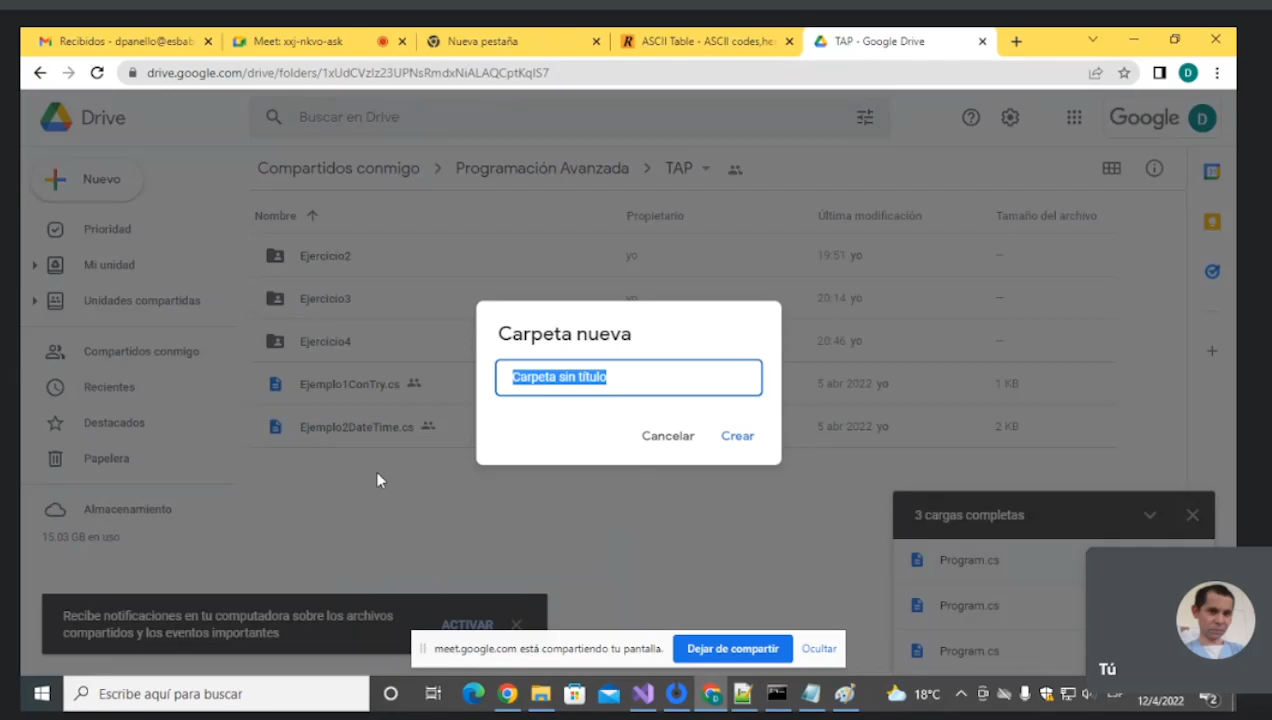 Recibidos - dpanello@esbab
Meet: xxj-nkvo-ask
Nueva pestaña
ASCII Table - ASCII codes,he
TAP - Google Drive
drive.google.com/drive/folders/1xUdCVzIz23UPNsRmdxNiALAQCptKqlS7
D
Drive
Buscar en Drive
Google
D
Nuevo
Compartidos conmigo > Programación Avanzada > TAP
Nombre
Propietario
Última modificación
Tamaño del archivo
Prioridad
Mi unidad
Unidades compartidas
Compartidos conmigo
Recientes
Destacados
Papelera
Almacenamiento
15.03 GB en uso
Ejercicio2
yo
19:51 yo
–
Ejercicio3
yo
20:14 yo
–
Ejercicio4
20:46 yo
–
Ejemplo1ConTry.cs
5 abr 2022 yo
1 KB
Ejemplo2DateTime.cs
5 abr 2022 yo
2 KB
Carpeta nueva
Carpeta sin título
Cancelar
Crear
3 cargas completas
Program.cs
Program.cs
Program.cs
Recibe notificaciones en tu computadora sobre los archivos
compartidos y los eventos importantes
ACTIVAR
meet.google.com está compartiendo tu pantalla.
Dejar de compartir
Ocultar
Tú
Escribe aquí para buscar
18°C
ESP
12/4/2022
2